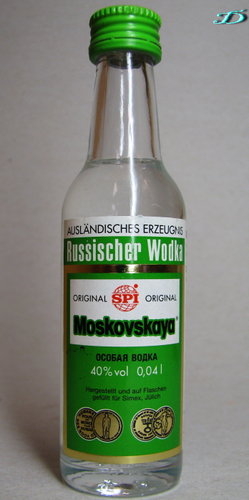 AUSLÄNDISCHES ERZEUGNIS
Russischer Wodka
ORIGINAL SPI ORIGINAL
Moskovskaya®
ОСОБАЯ ВОДКА
40% vol 0,04 l
Hergestellt und auf Flaschen
gefüllt für Simex, Jülich